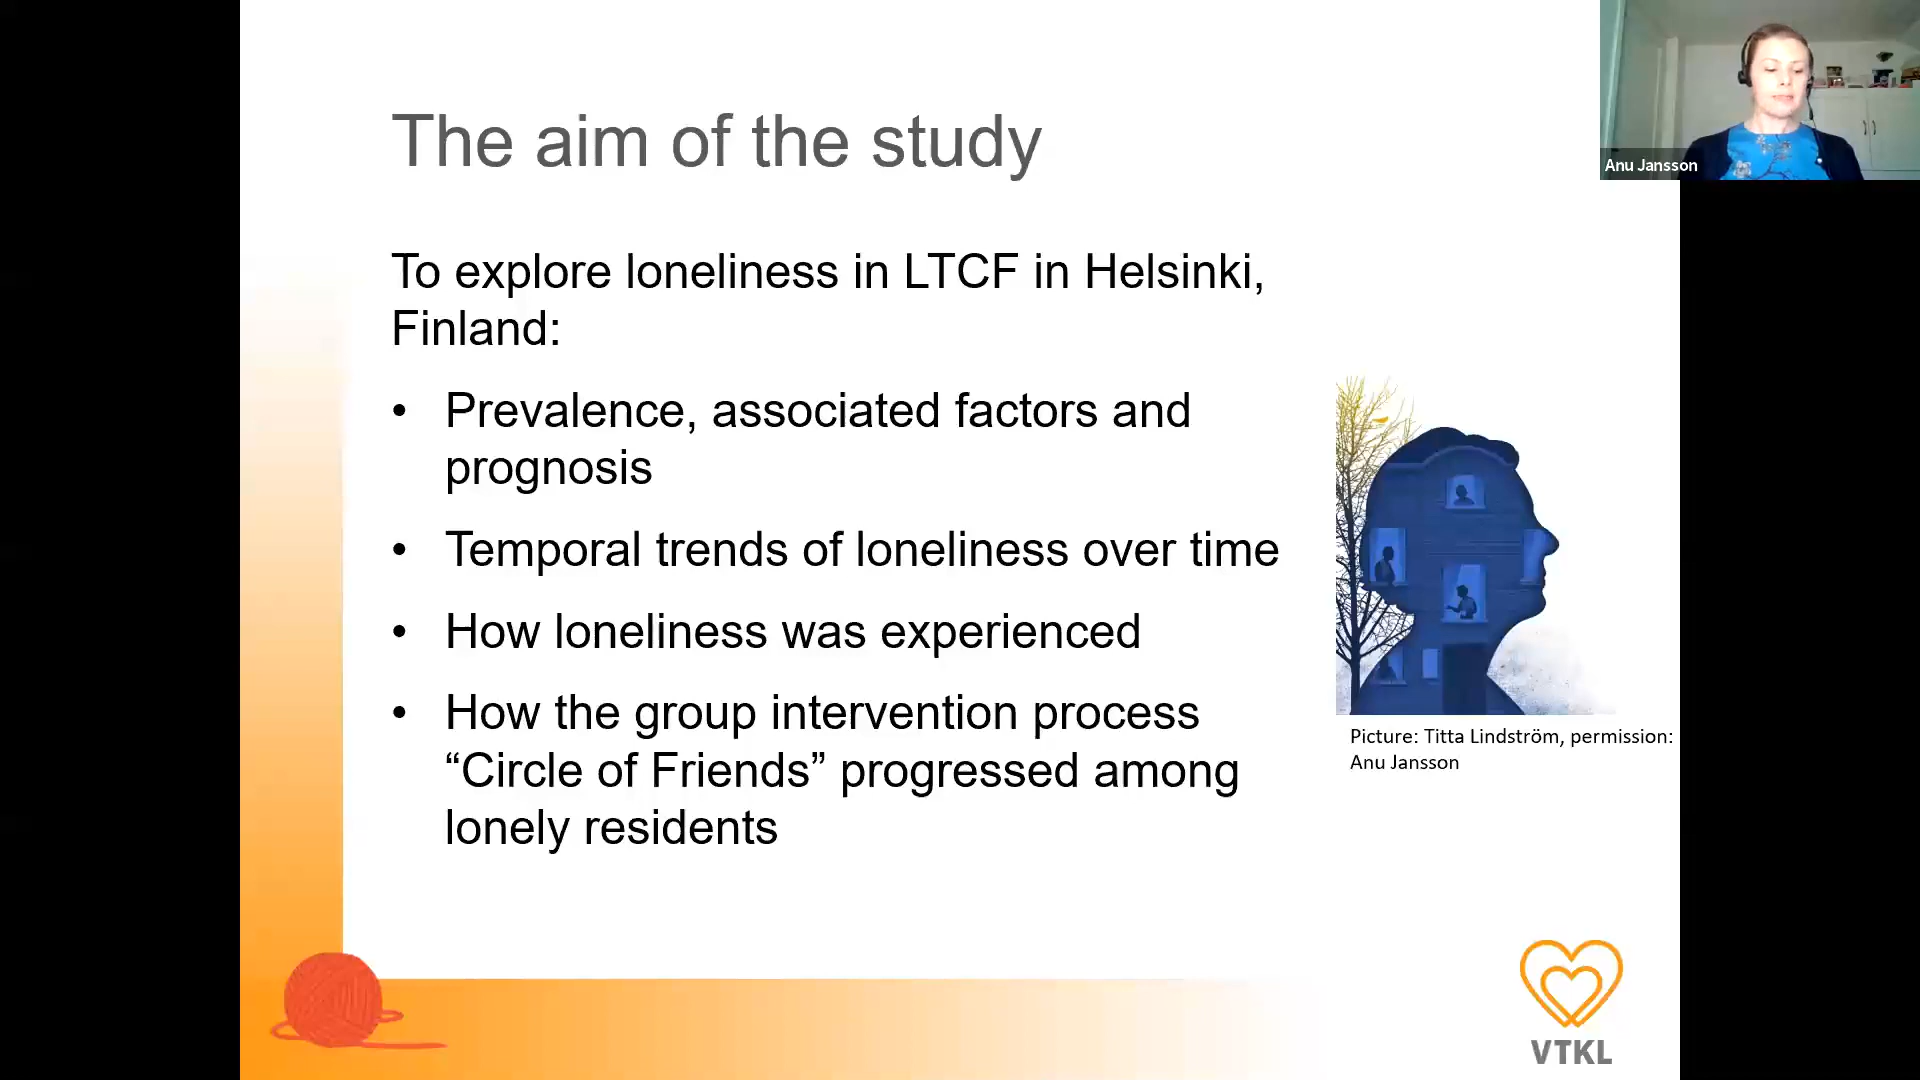 The aim of the study
To explore loneliness in LTCF in Helsinki,
Finland:
• Prevalence, associated factors and
prognosis
• Temporal trends of loneliness over time
• How loneliness was experienced
• How the group intervention process
“Circle of Friends” progressed among
lonely residents
Picture: Titta Lindström, permission:
Anu Jansson
VTKL
Anu Jansson